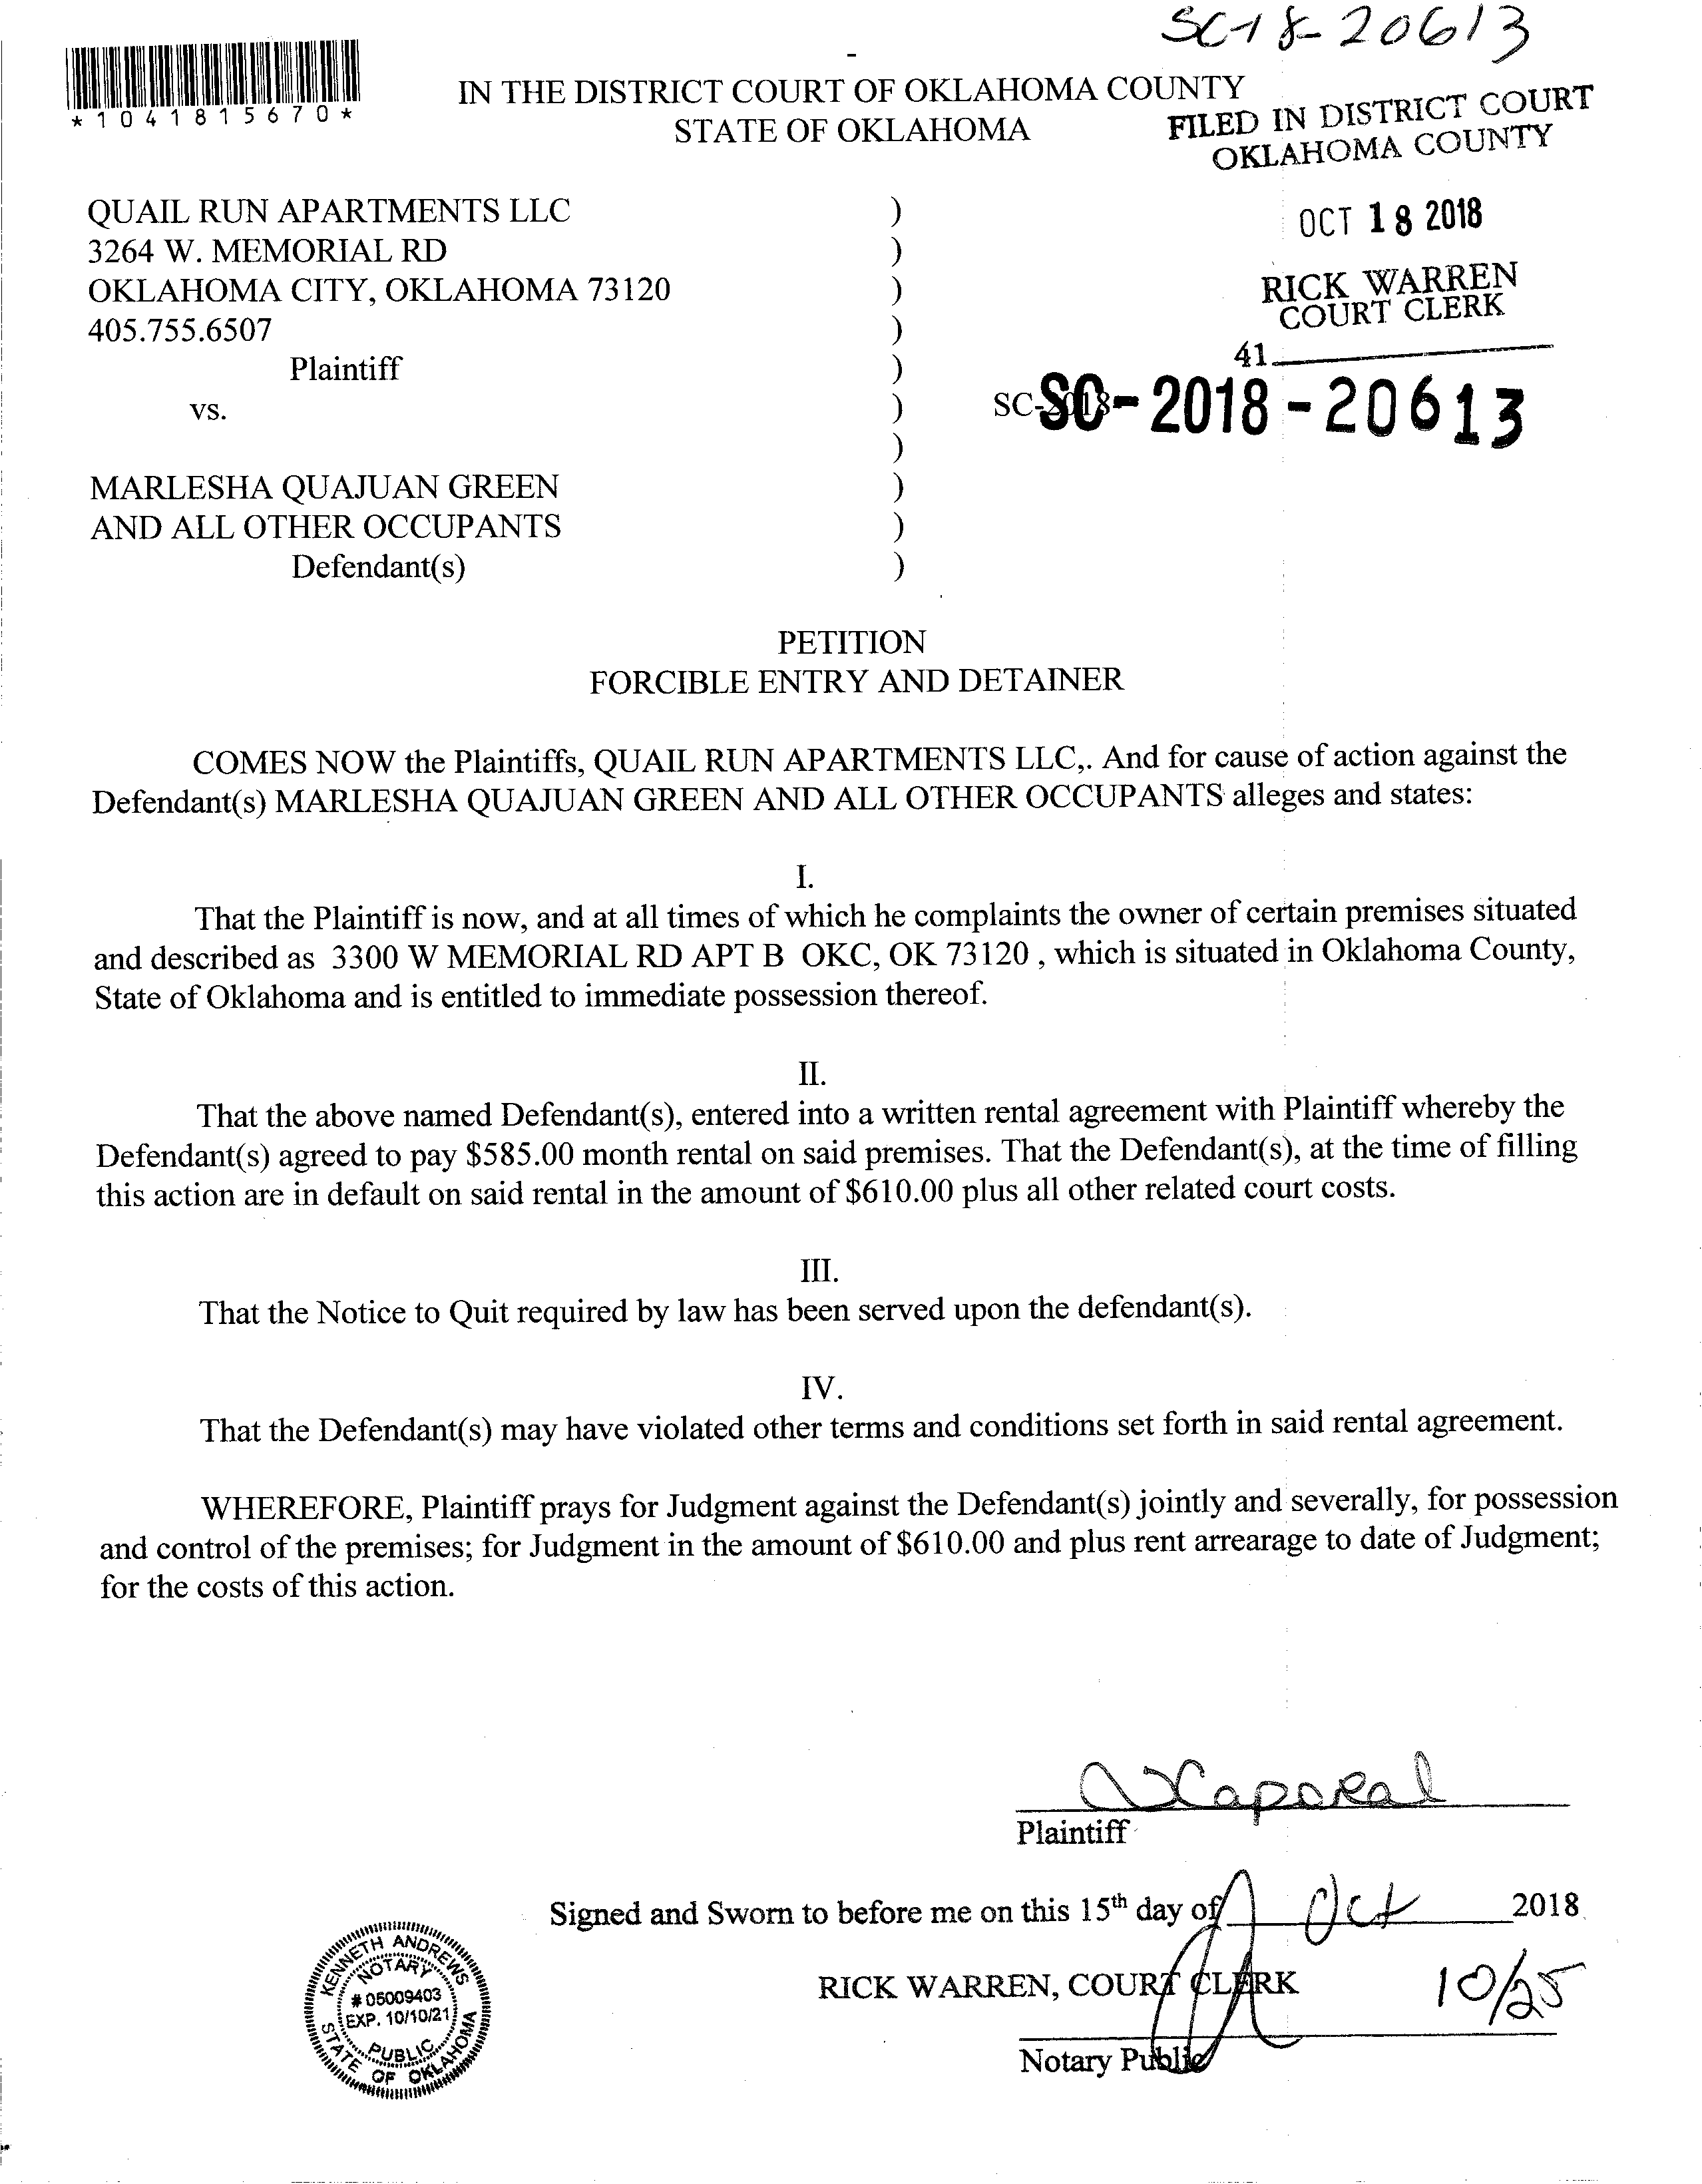 SC-18-20613
*1041815670*
IN THE DISTRICT COURT OF OKLAHOMA COUNTY
STATE OF OKLAHOMA
FILED IN DISTRICT COURT
OKLAHOMA COUNTY
OCT 18 2018
RICK WARREN
COURT CLERK
41
QUAIL RUN APARTMENTS LLC )
3264 W. MEMORIAL RD )
OKLAHOMA CITY, OKLAHOMA 73120 )
405.755.6507 )
Plaintiff )
vs. ) SC-2018- SC-2018-20613
)
MARLESHA QUAJUAN GREEN )
AND ALL OTHER OCCUPANTS )
Defendant(s) )
PETITION
FORCIBLE ENTRY AND DETAINER
COMES NOW the Plaintiffs, QUAIL RUN APARTMENTS LLC,. And for cause of action against the
Defendant(s) MARLESHA QUAJUAN GREEN AND ALL OTHER OCCUPANTS alleges and states:
I.
That the Plaintiff is now, and at all times of which he complaints the owner of certain premises situated
and described as 3300 W MEMORIAL RD APT B OKC, OK 73120 , which is situated in Oklahoma County,
State of Oklahoma and is entitled to immediate possession thereof.
II.
That the above named Defendant(s), entered into a written rental agreement with Plaintiff whereby the
Defendant(s) agreed to pay $585.00 month rental on said premises. That the Defendant(s), at the time of filling
this action are in default on said rental in the amount of $610.00 plus all other related court costs.
III.
That the Notice to Quit required by law has been served upon the defendant(s).
IV.
That the Defendant(s) may have violated other terms and conditions set forth in said rental agreement.
WHEREFORE, Plaintiff prays for Judgment against the Defendant(s) jointly and severally, for possession
and control of the premises; for Judgment in the amount of $610.00 and plus rent arrearage to date of Judgment;
for the costs of this action.
Caporal
Plaintiff
Signed and Sworn to before me on this 15th day of Oct 2018
RICK WARREN, COURT CLERK
10/25
Notary Public
KENNETH ANDREWS
NOTARY
# 05009403
EXP. 10/10/21
PUBLIC
STATE OF OKLAHOMA